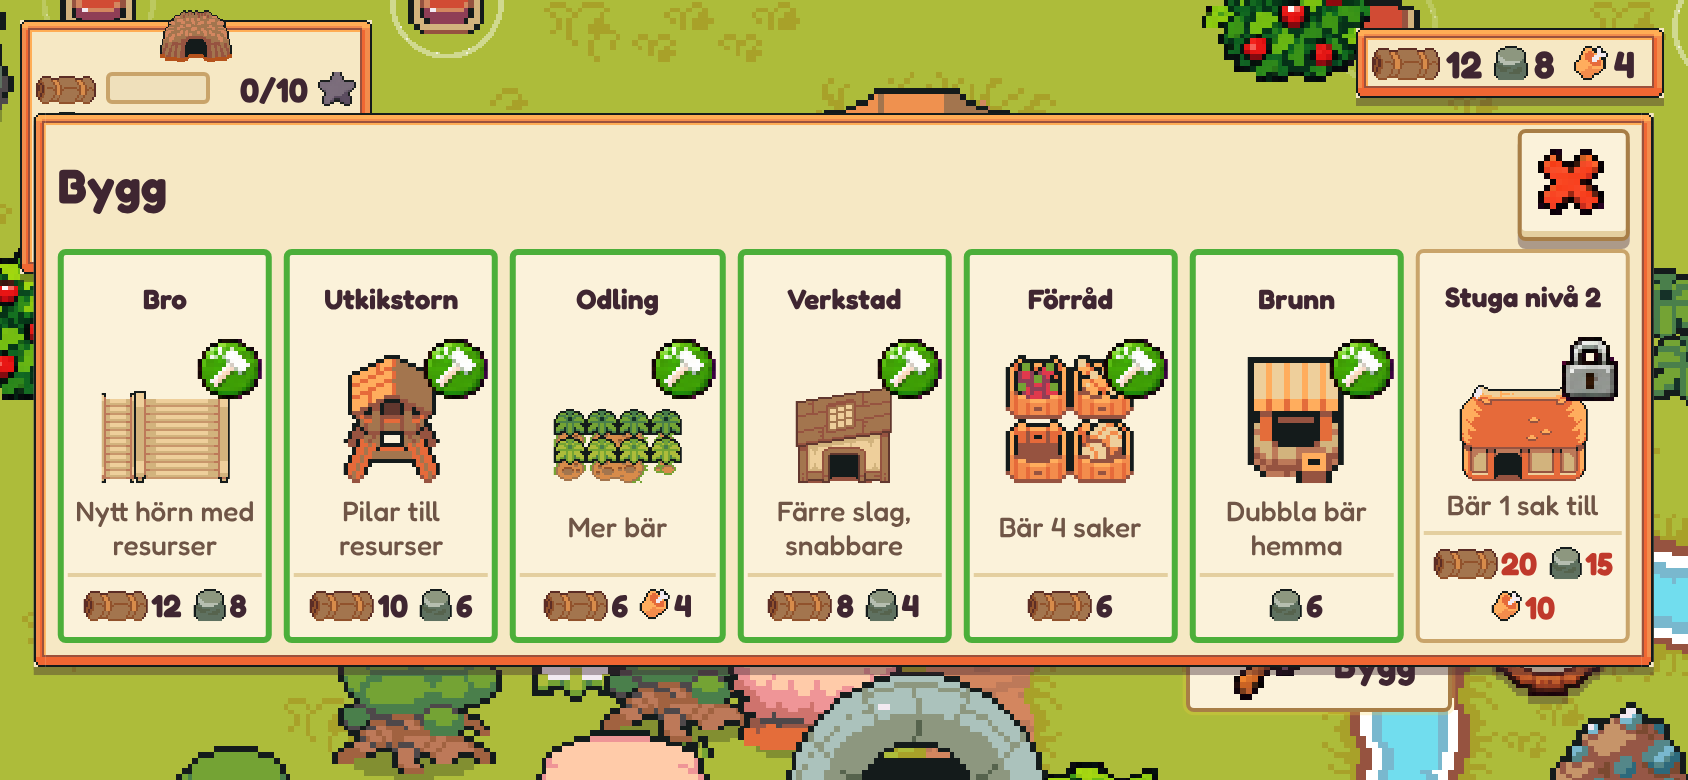 0/10
12 8 4
Bygg
Bro
Nytt hörn med
resurser
12 8
Utkikstorn
Pilar till
resurser
10 6
Odling
Mer bär
6 4
Verkstad
Färre slag,
snabbare
8 4
Förråd
Bär 4 saker
6
Brunn
Dubbla bär
hemma
6
Stuga nivå 2
Bär 1 sak till
20 15
10
Bygg